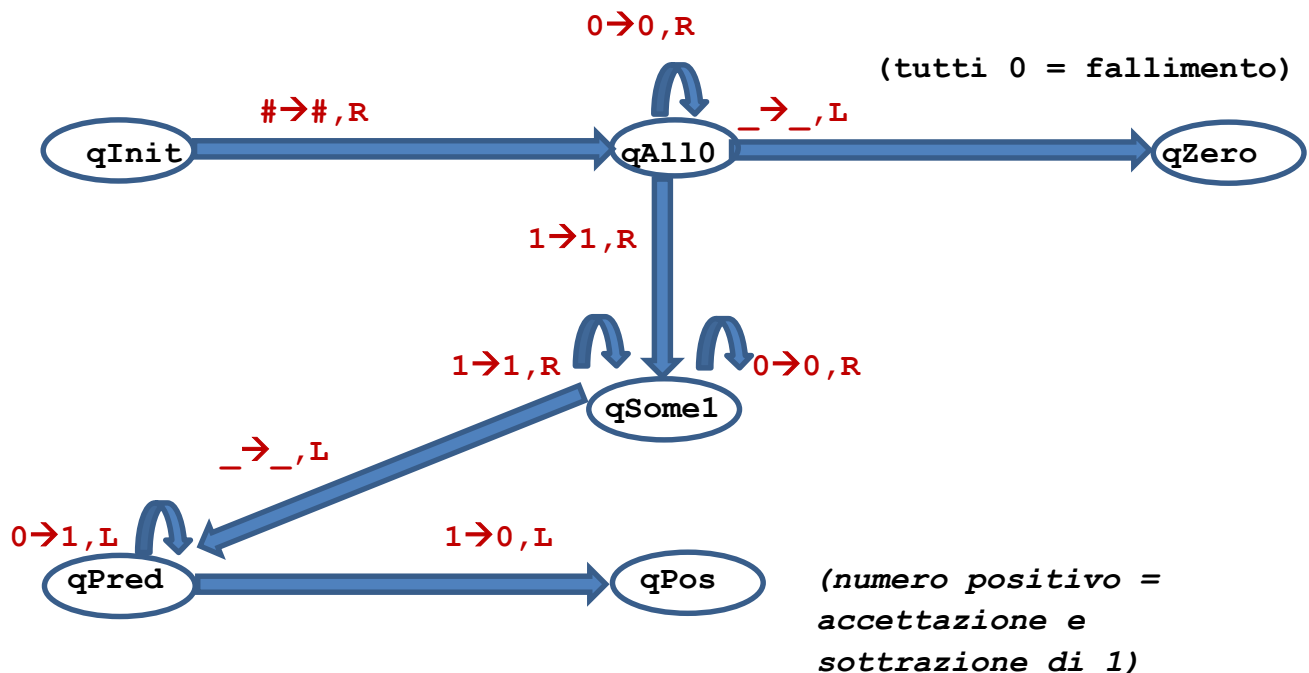 0→0,R
(tutti 0 = fallimento)
#→#,R
_→_,L
qInit
qAll0
qZero
1→1,R
1→1,R
0→0,R
qSome1
_→_,L
0→1,L
1→0,L
qPred
qPos
(numero positivo =
accettazione e
sottrazione di 1)